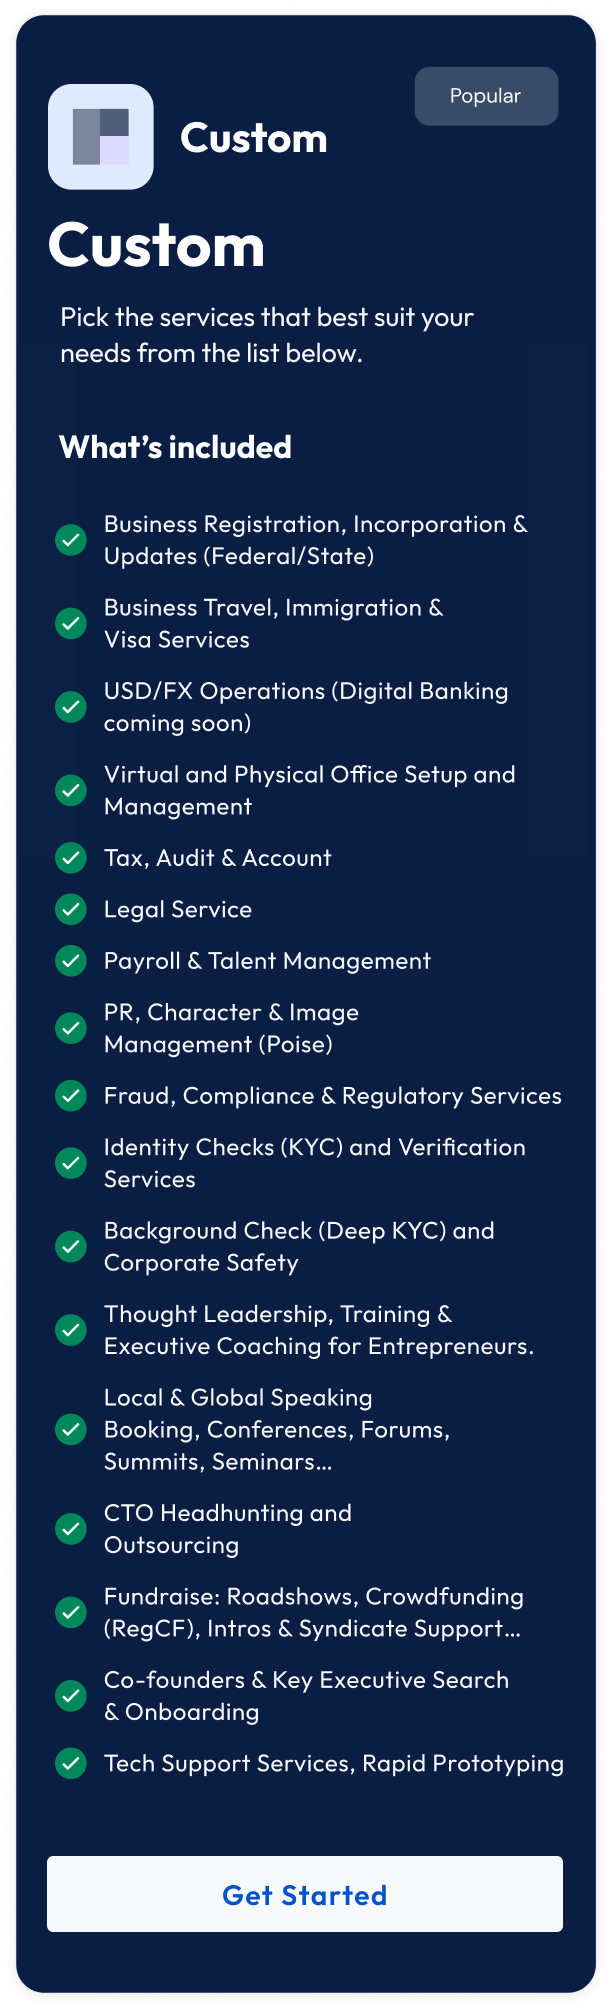 Popular
Custom
Custom
Pick the services that best suit your
needs from the list below.
What’s included
Business Registration, Incorporation &
Updates (Federal/State)
Business Travel, Immigration &
Visa Services
USD/FX Operations (Digital Banking
coming soon)
Virtual and Physical Office Setup and
Management
Tax, Audit & Account
Legal Service
Payroll & Talent Management
PR, Character & Image
Management (Poise)
Fraud, Compliance & Regulatory Services
Identity Checks (KYC) and Verification
Services
Background Check (Deep KYC) and
Corporate Safety
Thought Leadership, Training &
Executive Coaching for Entrepreneurs.
Local & Global Speaking
Booking, Conferences, Forums,
Summits, Seminars...
CTO Headhunting and
Outsourcing
Fundraise: Roadshows, Crowdfunding
(RegCF), Intros & Syndicate Support...
Co-founders & Key Executive Search
& Onboarding
Tech Support Services, Rapid Prototyping
Get Started